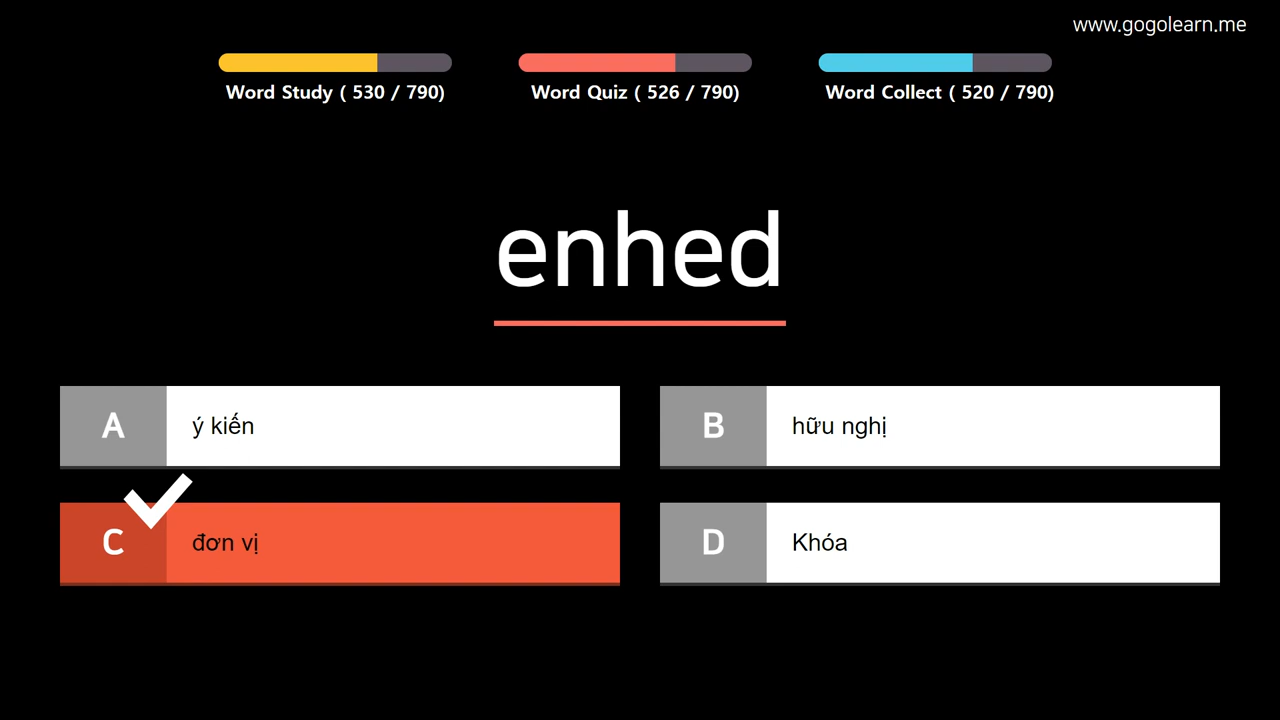 www.gogolearn.me
Word Study ( 530 / 790)
Word Quiz ( 526 / 790)
Word Collect ( 520 / 790)
enhed
A ý kiến
B hữu nghị
C đơn vị
D Khóa